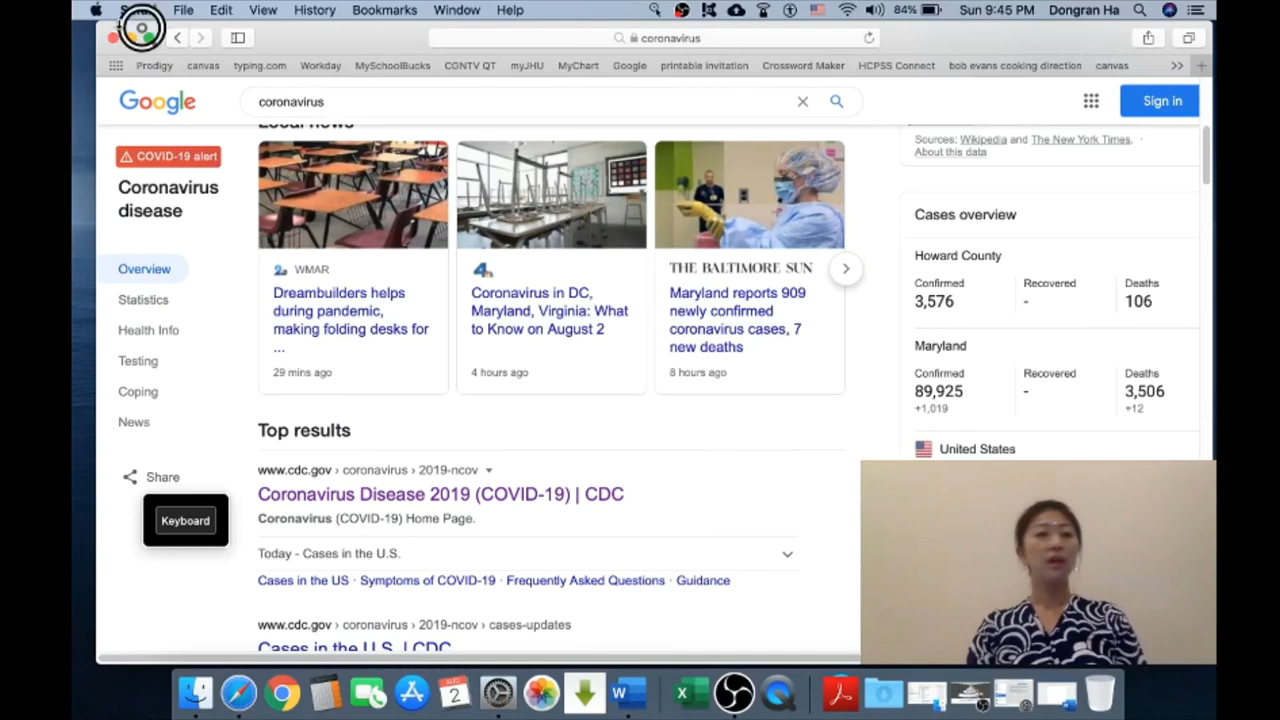 File Edit View History Bookmarks Window Help 84% Sun 9:45 PM Dongran Ha
coronavirus
Prodigy canvas typing.com Workday MySchoolBucks CGNTV QT myJHU MyChart Google printable invitation Crossword Maker HCPSS Connect bob evans cooking direction canvas
Google coronavirus Sign in
Local news
COVID-19 alert
Coronavirus
disease
Overview
Statistics
Health Info
Testing
Coping
News
Share
Keyboard
WMAR
Dreambuilders helps
during pandemic,
making folding desks for
...
29 mins ago
4
Coronavirus in DC,
Maryland, Virginia: What
to Know on August 2
4 hours ago
THE BALTIMORE SUN
Maryland reports 909
newly confirmed
coronavirus cases, 7
new deaths
8 hours ago
Top results
www.cdc.gov › coronavirus › 2019-ncov
Coronavirus Disease 2019 (COVID-19) | CDC
Coronavirus (COVID-19) Home Page.
Today - Cases in the U.S.
Cases in the US · Symptoms of COVID-19 · Frequently Asked Questions · Guidance
www.cdc.gov › coronavirus › 2019-ncov › cases-updates
Cases in the U.S. | CDC
Sources: Wikipedia and The New York Times. ·
About this data
Cases overview
Howard County
Confirmed Recovered Deaths
3,576 - 106
Maryland
Confirmed Recovered Deaths
89,925 - 3,506
+1,019 +12
United States
AUG
2
W
X